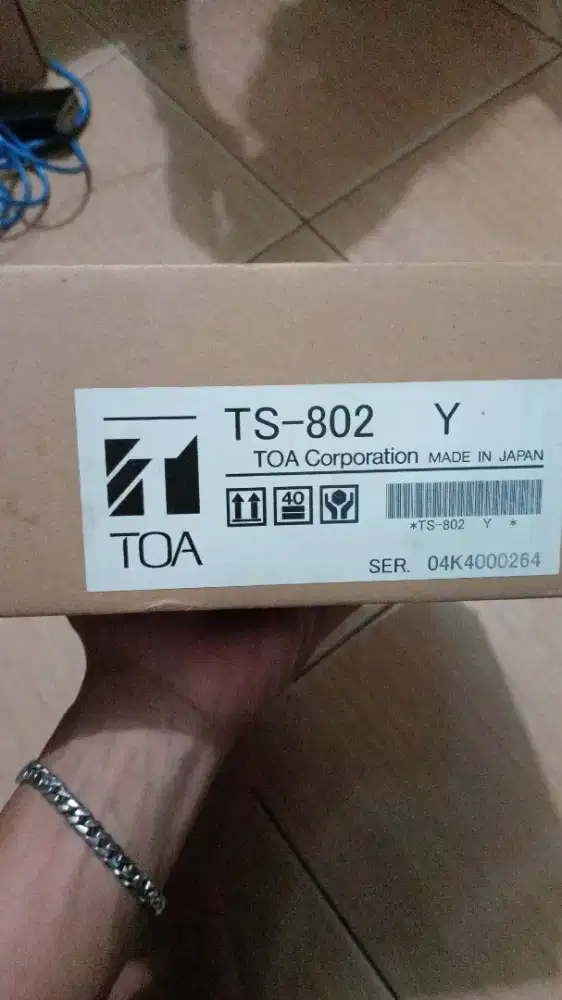 TS-802 Y
TOA Corporation MADE IN JAPAN
40
*TS-802 Y *
TOA
SER. 04K4000264